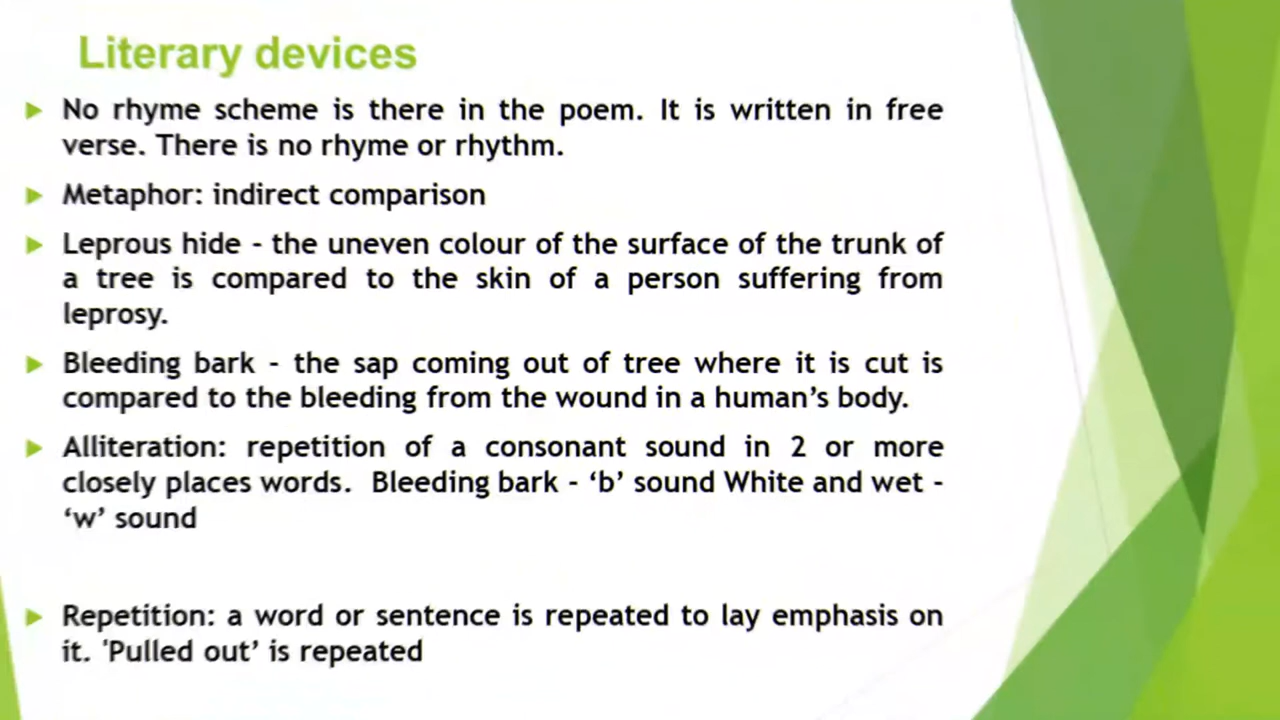 Literary devices
No rhyme scheme is there in the poem. It is written in free
verse. There is no rhyme or rhythm.
Metaphor: indirect comparison
Leprous hide - the uneven colour of the surface of the trunk of
a tree is compared to the skin of a person suffering from
leprosy.
Bleeding bark - the sap coming out of tree where it is cut is
compared to the bleeding from the wound in a human’s body.
Alliteration: repetition of a consonant sound in 2 or more
closely places words. Bleeding bark - ‘b’ sound White and wet -
‘w’ sound
Repetition: a word or sentence is repeated to lay emphasis on
it. 'Pulled out’ is repeated